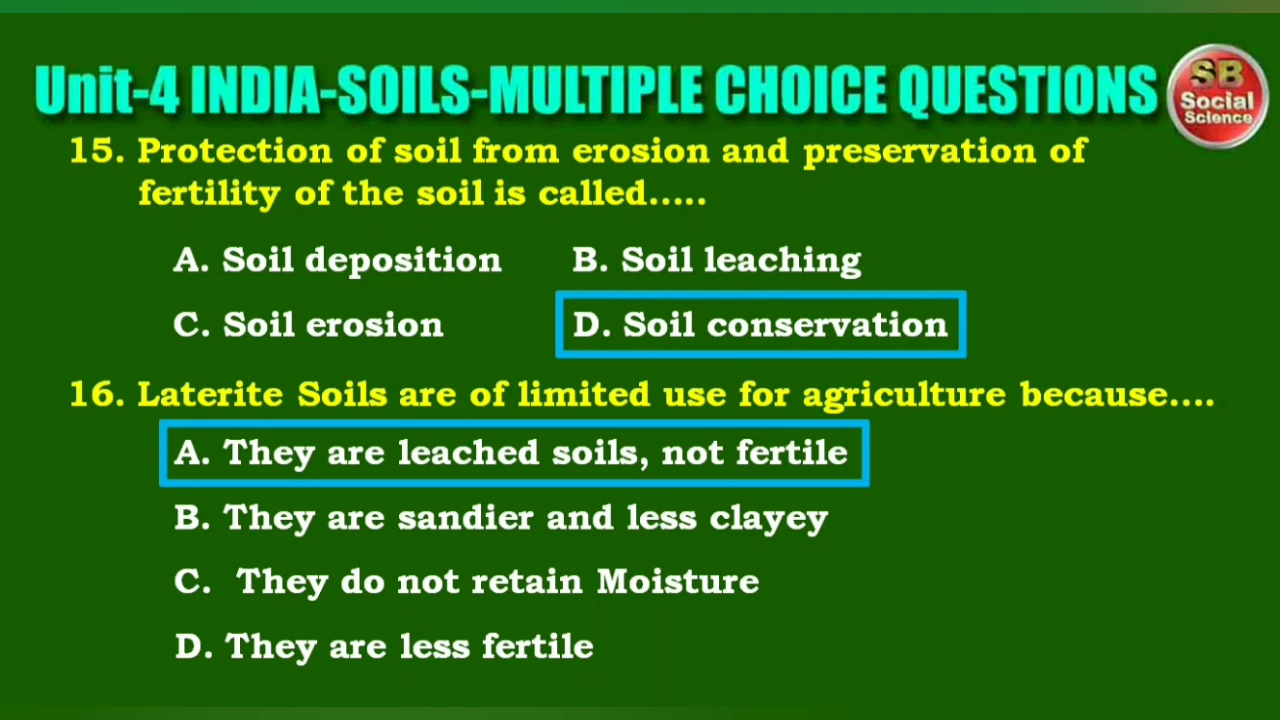 Unit-4 INDIA-SOILS-MULTIPLE CHOICE QUESTIONS
SB
Social
Science
15. Protection of soil from erosion and preservation of
fertility of the soil is called.....
A. Soil deposition B. Soil leaching
C. Soil erosion D. Soil conservation
16. Laterite Soils are of limited use for agriculture because....
A. They are leached soils, not fertile
B. They are sandier and less clayey
C. They do not retain Moisture
D. They are less fertile